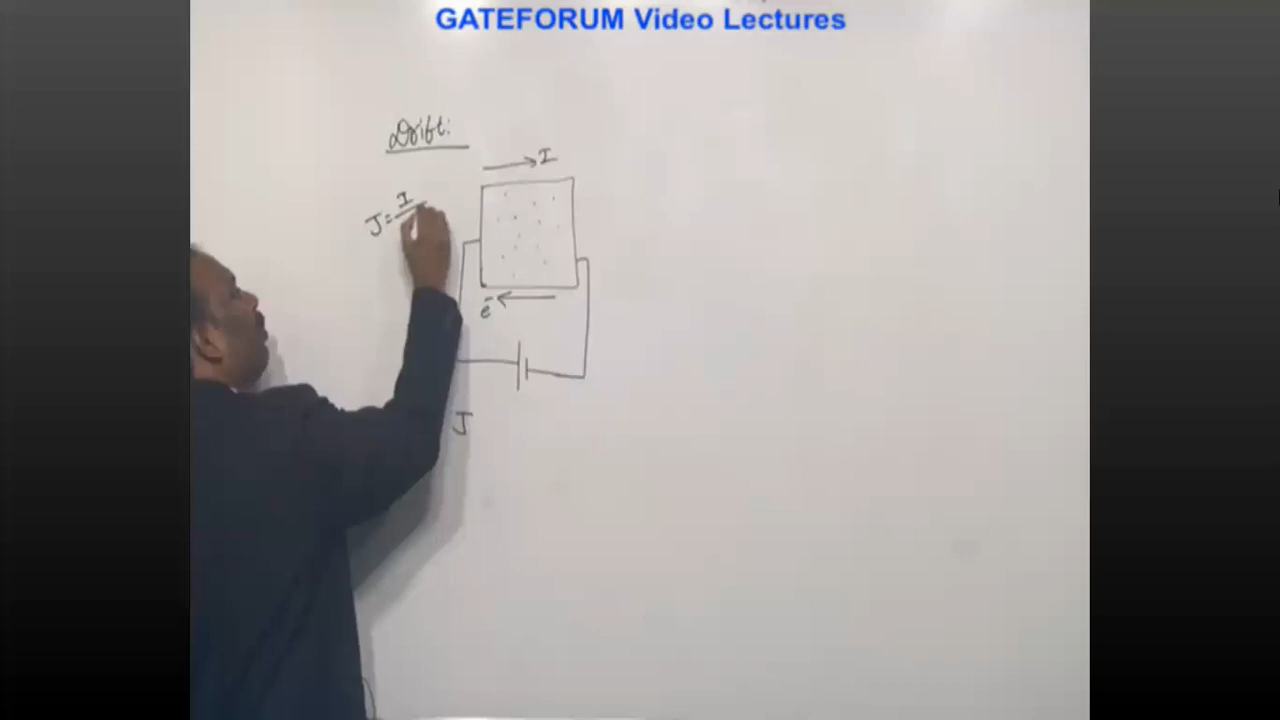 GATEFORUM Video Lectures
Drift:
I
J = I
e⁻
J